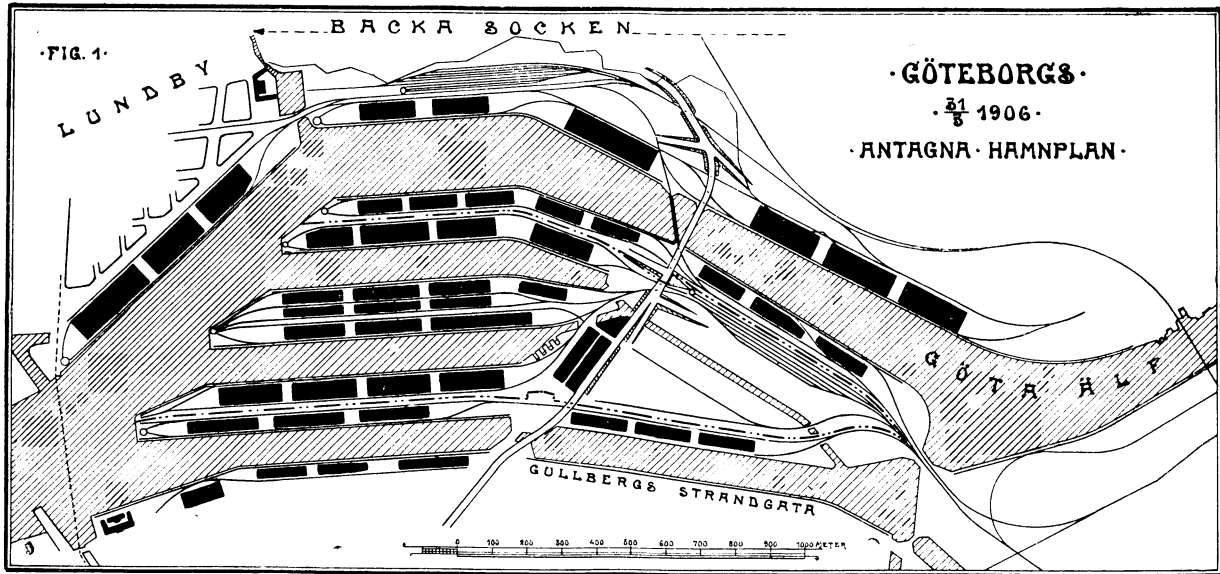 BACKA SOCKEN
·FIG. 1·
LUNDBY
·GÖTEBORGS·
·31/5 1906·
·ANTAGNA·HAMNPLAN·
GÖTA ÄLF
GULLBERGS STRANDGATA
0 100 200 300 400 500 600 700 800 900 1000 METER